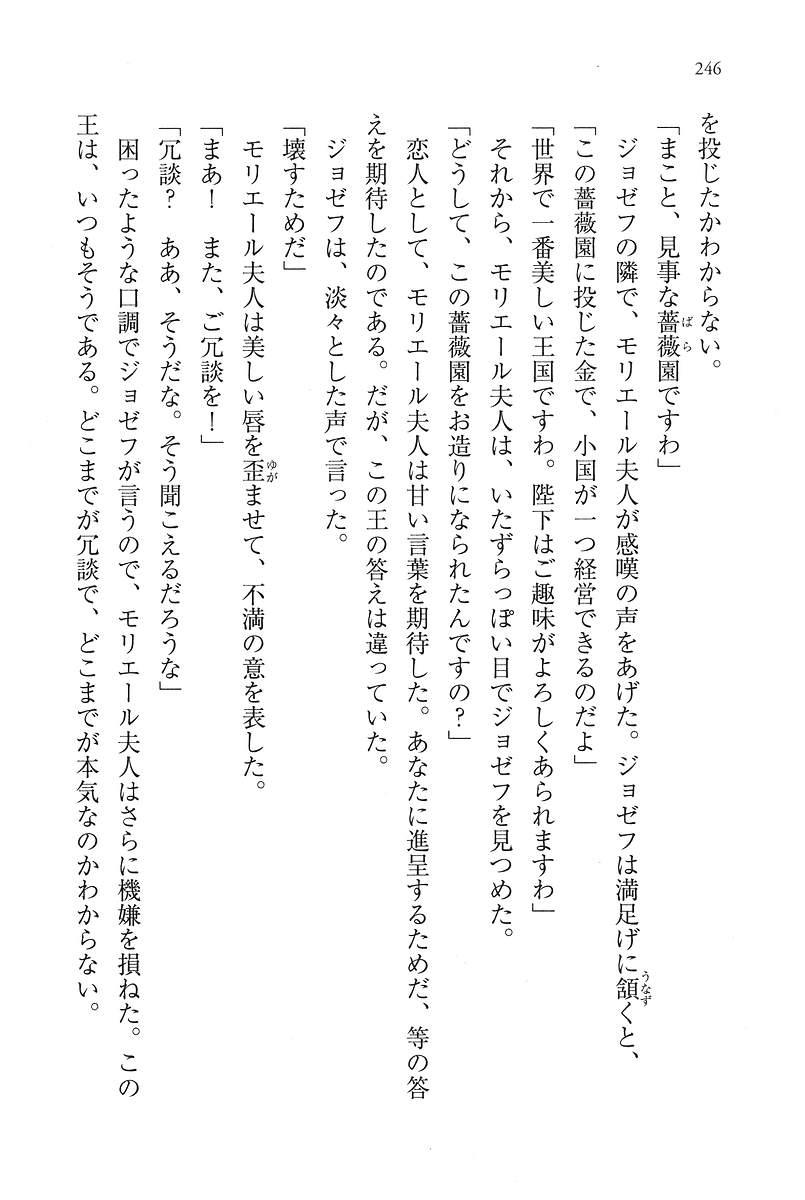 246
を投じたかわからない。
「まこと、見事な薔薇園ですわ」
ジョゼフの隣で、モリエール夫人が感嘆の声をあげた。ジョゼフは満足げに頷くと、
「この薔薇園に投じた金で、小国が一つ経営できるのだよ」
「世界で一番美しい王国ですわ。陛下はご趣味がよろしくあられますわ」
それから、モリエール夫人は、いたずらっぽい目でジョゼフを見つめた。
「どうして、この薔薇園をお造りになられたんですの？」
恋人として、モリエール夫人は甘い言葉を期待した。あなたに進呈するためだ、等の答
えを期待したのである。だが、この王の答えは違っていた。
ジョゼフは、淡々とした声で言った。
「壊すためだ」
モリエール夫人は美しい唇を歪ませて、不満の意を表した。
「まあ！　また、ご冗談を！」
「冗談？　ああ、そうだな。そう聞こえるだろうな」
困ったような口調でジョゼフが言うので、モリエール夫人はさらに機嫌を損ねた。この
王は、いつもそうである。どこまでが冗談で、どこまでが本気なのかわからない。